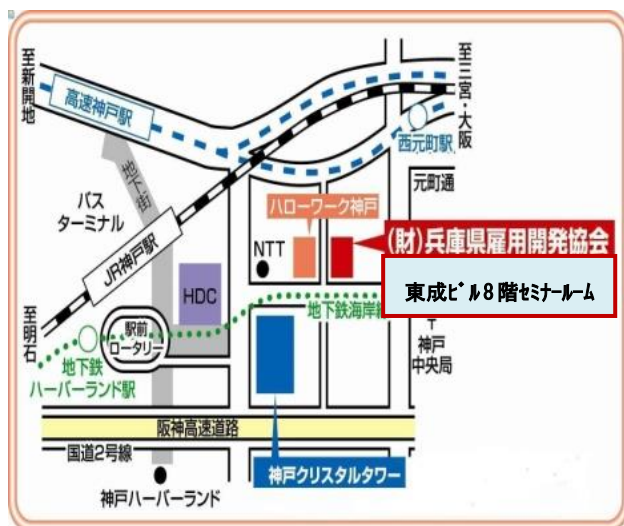 至新開地
高速神戸駅
至三宮・大阪
西元町駅
元町通
地下街
バス
ターミナル
JR神戸駅
ハローワーク神戸
NTT
(財)兵庫県雇用開発協会
東成ビル8階セミナールーム
HDC
地下鉄海岸線
至明石
駅前
ロータリー
地下鉄
ハーバーランド駅
〒
神戸
中央局
阪神高速道路
国道2号線
神戸クリスタルタワー
神戸ハーバーランド